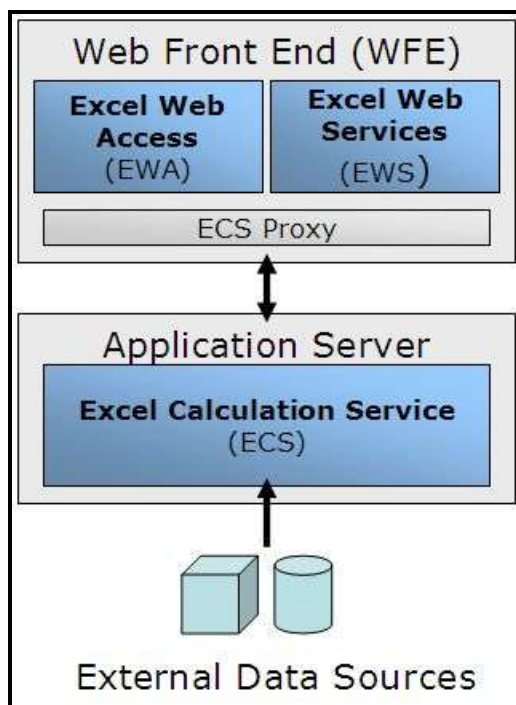 Web Front End (WFE)
Excel Web
Access
(EWA)
Excel Web
Services
(EWS)
ECS Proxy
Application Server
Excel Calculation Service
(ECS)
External Data Sources